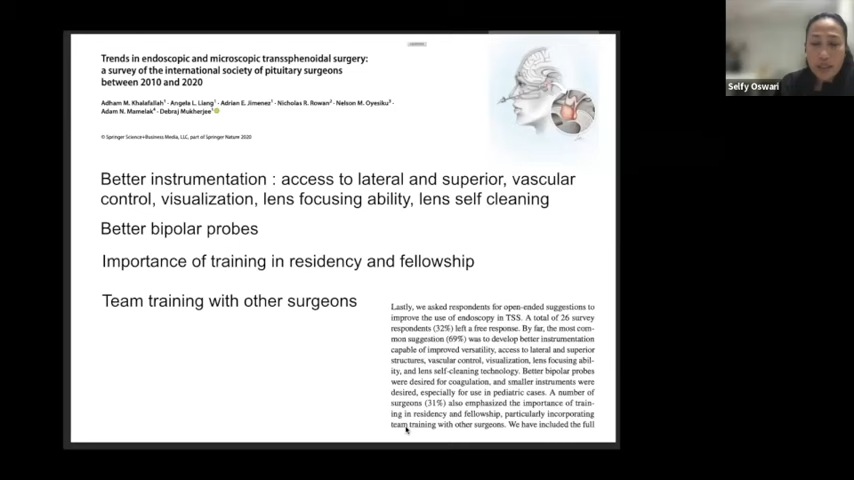 Trends in endoscopic and microscopic transsphenoidal surgery:
a survey of the international society of pituitary surgeons
between 2010 and 2020
Adham M. Khalafallah¹ · Angela L. Liang¹ · Adrian E. Jimenez¹ · Nicholas R. Rowan² · Nelson M. Oyesiku³ ·
Adam N. Mamelak⁴ · Debraj Mukherjee¹
© Springer Science+Business Media, LLC, part of Springer Nature 2020
Better instrumentation : access to lateral and superior, vascular
control, visualization, lens focusing ability, lens self cleaning
Better bipolar probes
Importance of training in residency and fellowship
Team training with other surgeons
Lastly, we asked respondents for open-ended suggestions to
improve the use of endoscopy in TSS. A total of 26 survey
respondents (32%) left a free response. By far, the most com-
mon suggestion (69%) was to develop better instrumentation
capable of improved versatility, access to lateral and superior
structures, vascular control, visualization, lens focusing abil-
ity, and lens self-cleaning technology. Better bipolar probes
were desired for coagulation, and smaller instruments were
desired, especially for use in pediatric cases. A number of
surgeons (31%) also emphasized the importance of train-
ing in residency and fellowship, particularly incorporating
team training with other surgeons. We have included the full
Selfy Oswari